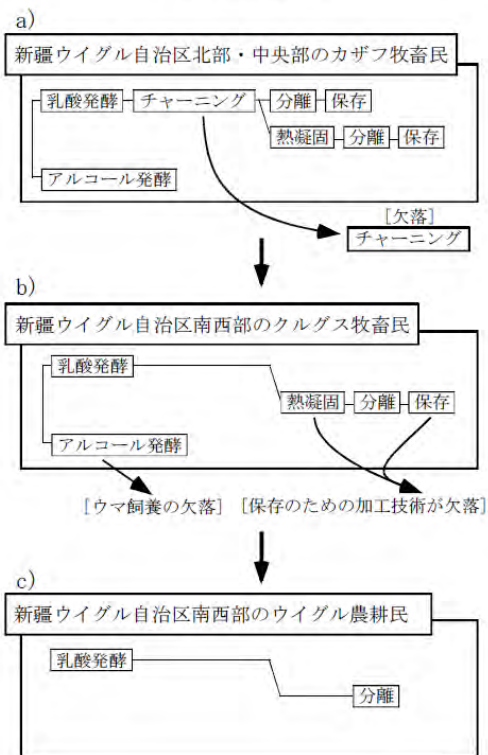 a)
新疆ウイグル自治区北部・中央部のカザフ牧畜民
乳酸発酵 チャーニング 分離 保存
熱凝固 分離 保存
アルコール発酵
[欠落]
チャーニング
b)
新疆ウイグル自治区南西部のクルグス牧畜民
乳酸発酵
熱凝固 分離 保存
アルコール発酵
[ウマ飼養の欠落] [保存のための加工技術が欠落]
c)
新疆ウイグル自治区南西部のウイグル農耕民
乳酸発酵
分離